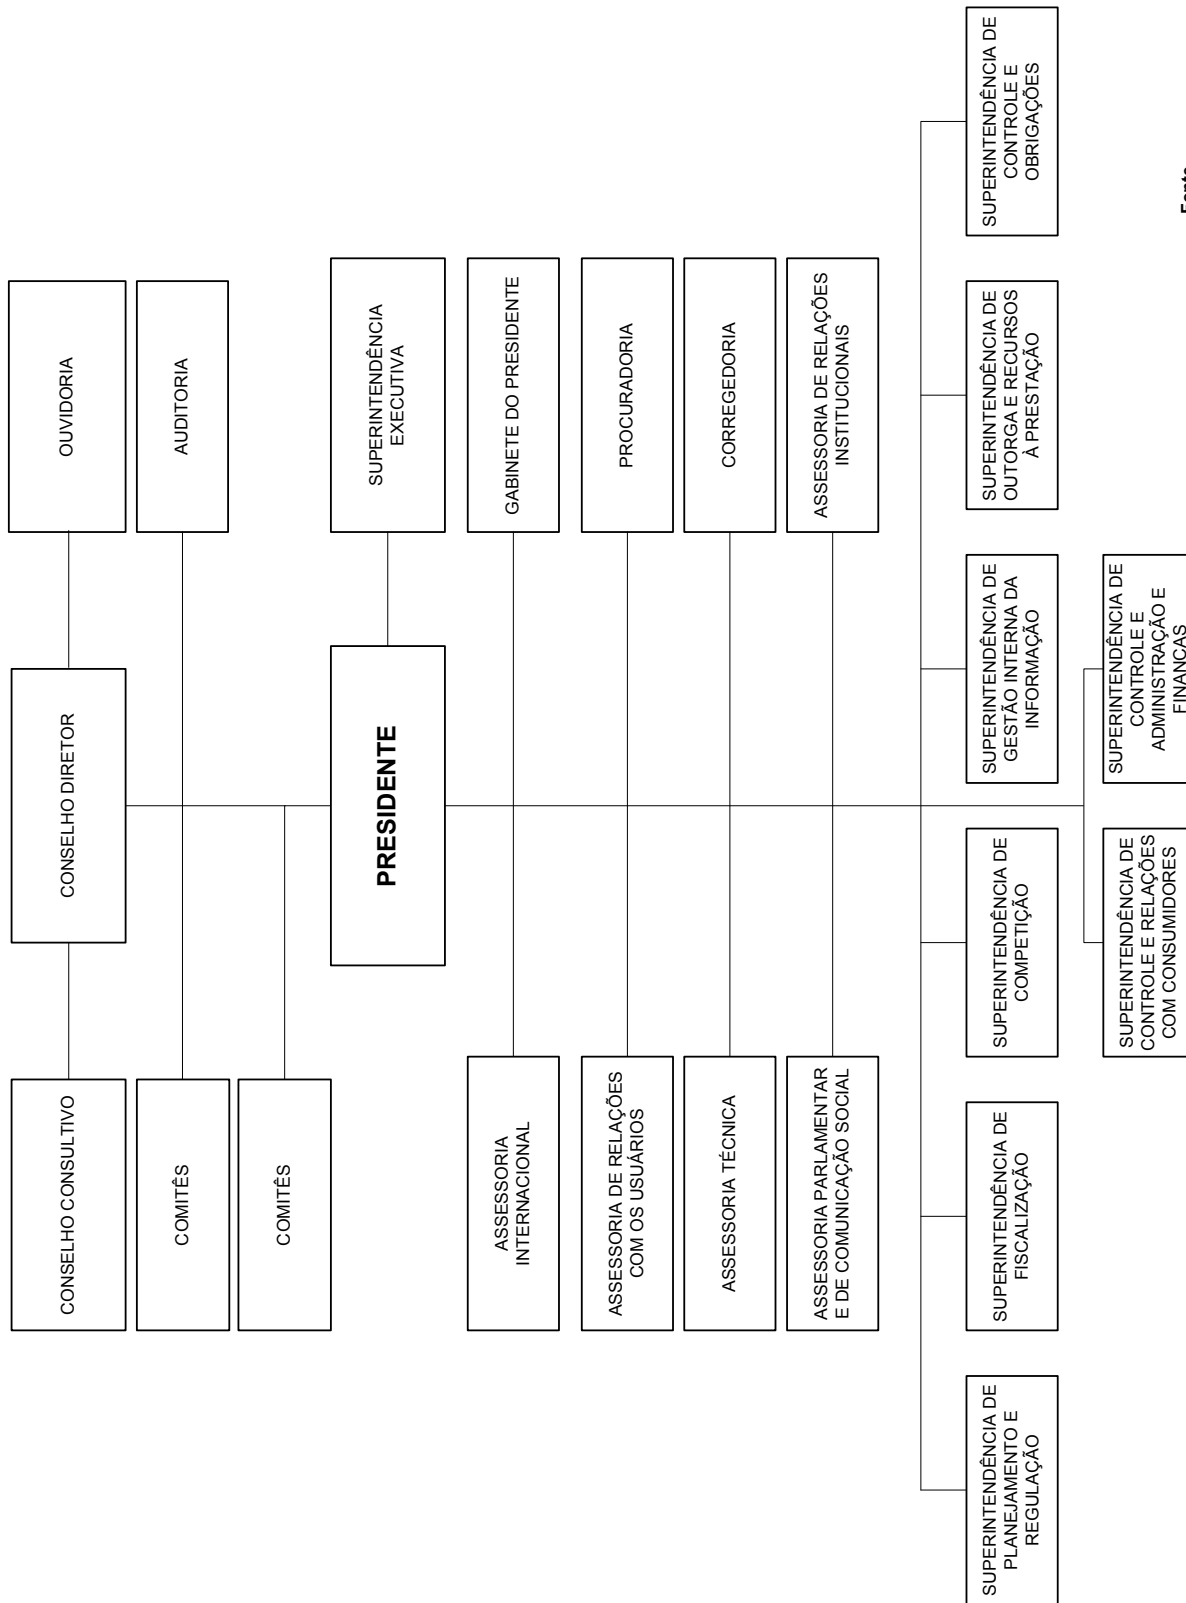 CONSELHO CONSULTIVO
CONSELHO DIRETOR
OUVIDORIA
COMITÊS
AUDITORIA
COMITÊS
PRESIDENTE
SUPERINTENDÊNCIA
EXECUTIVA
ASSESSORIA
INTERNACIONAL
GABINETE DO PRESIDENTE
ASSESSORIA DE RELAÇÕES
COM OS USUÁRIOS
PROCURADORIA
ASSESSORIA TÉCNICA
CORREGEDORIA
ASSESSORIA PARLAMENTAR
E DE COMUNICAÇÃO SOCIAL
ASSESSORIA DE RELAÇÕES
INSTITUCIONAIS
SUPERINTENDÊNCIA DE
PLANEJAMENTO E
REGULAÇÃO
SUPERINTENDÊNCIA DE
FISCALIZAÇÃO
SUPERINTENDÊNCIA DE
COMPETIÇÃO
SUPERINTENDÊNCIA DE
GESTÃO INTERNA DA
INFORMAÇÃO
SUPERINTENDÊNCIA DE
OUTORGA E RECURSOS
À PRESTAÇÃO
SUPERINTENDÊNCIA DE
CONTROLE E
OBRIGAÇÕES
SUPERINTENDÊNCIA DE
CONTROLE E RELAÇÕES
COM CONSUMIDORES
SUPERINTENDÊNCIA DE
CONTROLE E
ADMINISTRAÇÃO E
FINANÇAS